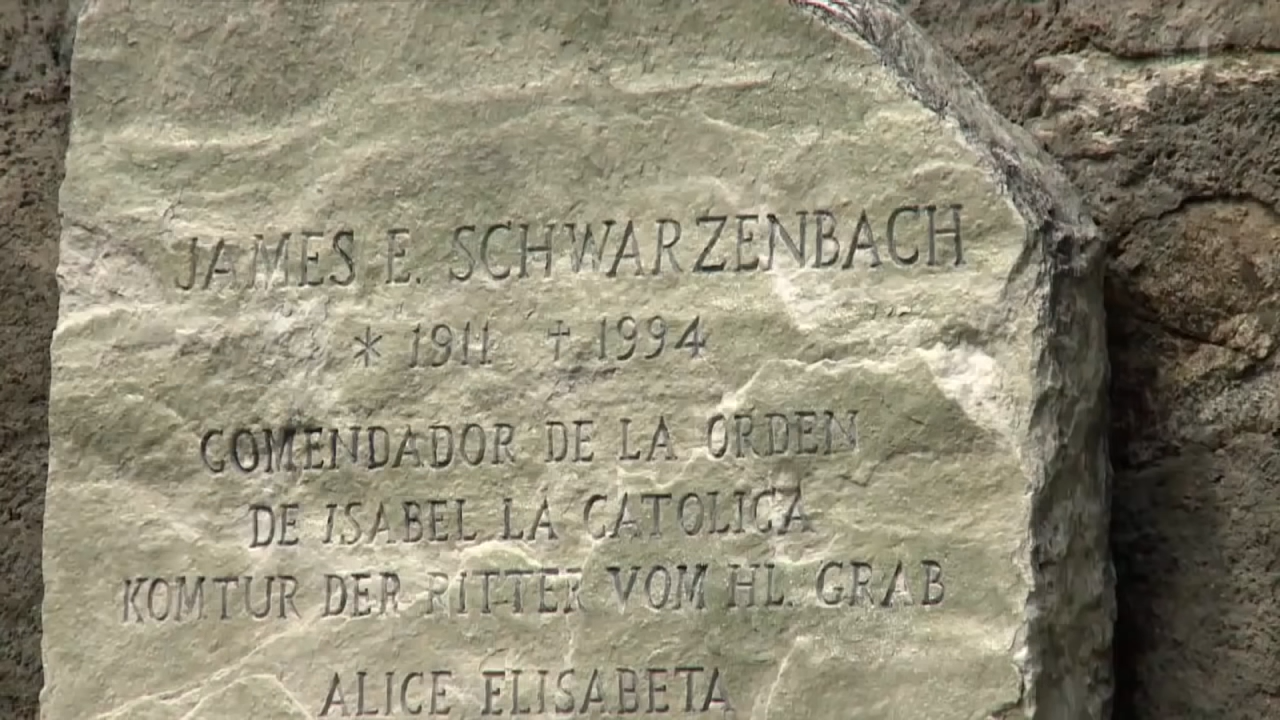 JAMES E. SCHWARZENBACH
* 1911 † 1994
COMENDADOR DE LA ORDEN
DE ISABEL LA CATOLICA
KOMTUR DER RITTER VOM HL. GRAB
ALICE ELISABETA